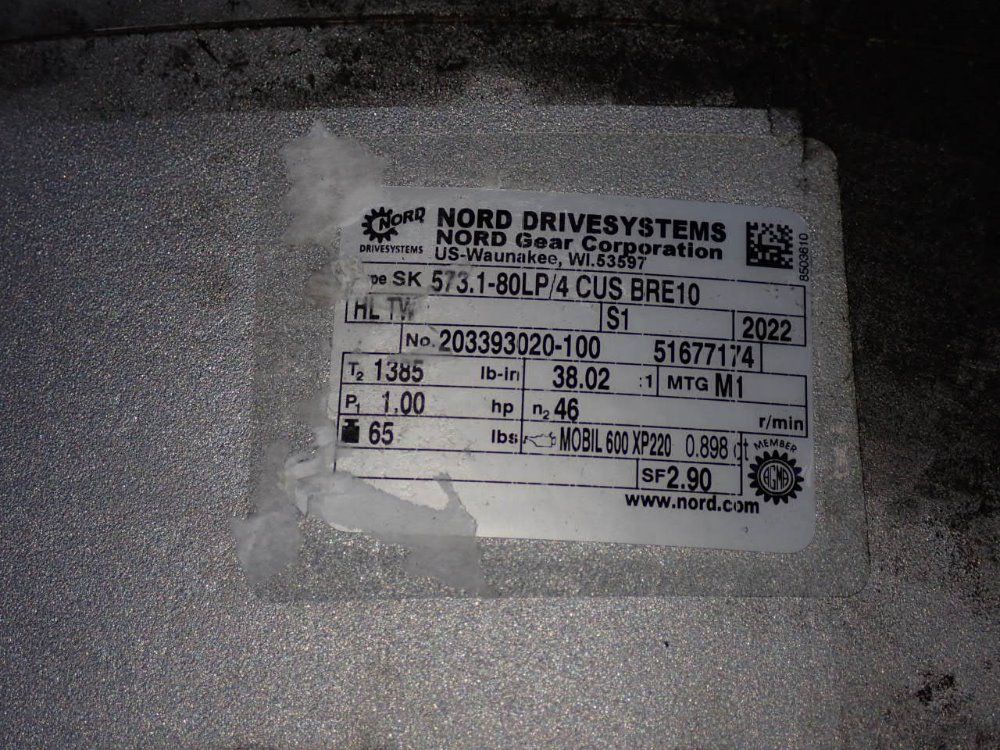 NORD
DRIVESYSTEMS
NORD DRIVESYSTEMS
NORD Gear Corporation
US-Waunakee, WI.53597
8503610
pe SK 573.1-80LP/4 CUS BRE10
HL TW S1 2022
No. 203393020-100 51677174
T2 1385 lb-in 38.02 :1 MTG M1
P1 1.00 hp n2 46 r/min
65 lbs MOBIL 600 XP220 0.898 qt
MEMBER
AGMA
SF 2.90
www.nord.com